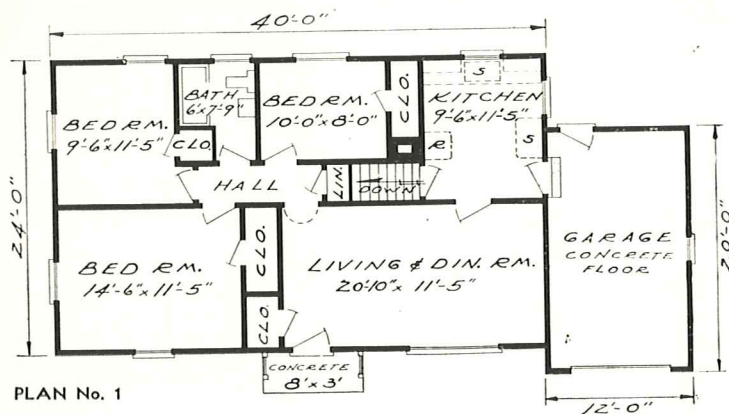 40'-0"
BATH
6'x7'-9"
BED RM.
10'-0"x8'-0"
CLO.
S
KITCHEN
9'-6"x11'-5"
BED RM.
9'-6"x11'-5"
CLO.
R
S
HALL
LIN.
DOWN
24'-0"
BED RM.
14'-6"x11'-5"
CLO.
CLO.
LIVING & DIN. RM.
20'-10"x 11'-5"
GARAGE
CONCRETE
FLOOR
20'-0"
CONCRETE
8'x3'
PLAN No. 1
12'-0"